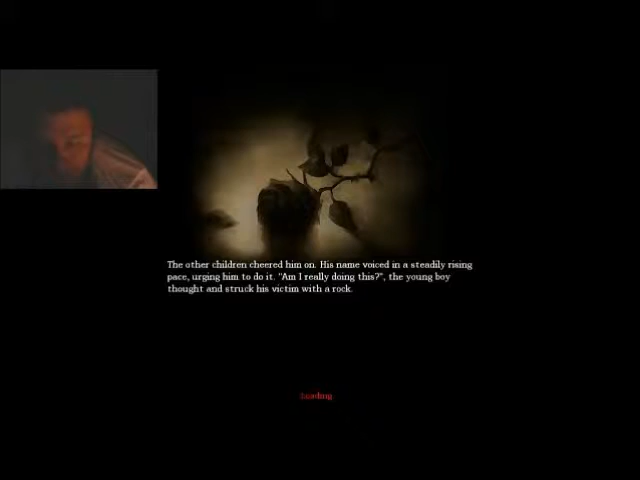 The other children cheered him on. His name voiced in a steadily rising
pace, urging him to do it. "Am I really doing this?", the young boy
thought and struck his victim with a rock.
Loading